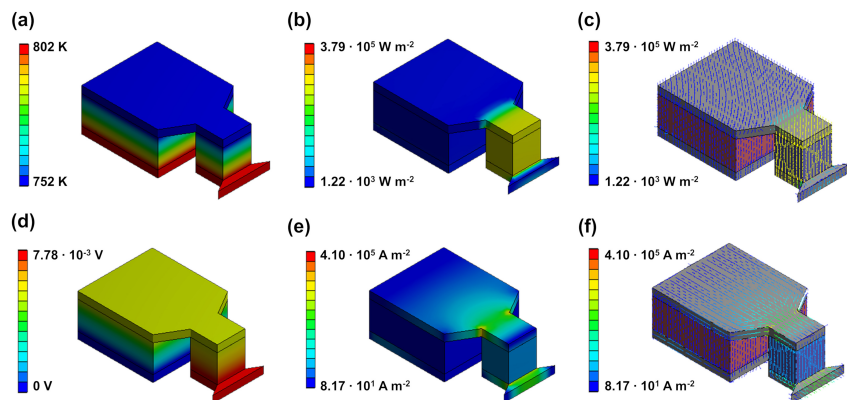 (a)
802 K
752 K
(b)
3.79 · 10⁵ W m⁻²
1.22 · 10³ W m⁻²
(c)
3.79 · 10⁵ W m⁻²
1.22 · 10³ W m⁻²
(d)
7.78 · 10⁻³ V
0 V
(e)
4.10 · 10⁵ A m⁻²
8.17 · 10¹ A m⁻²
(f)
4.10 · 10⁵ A m⁻²
8.17 · 10¹ A m⁻²